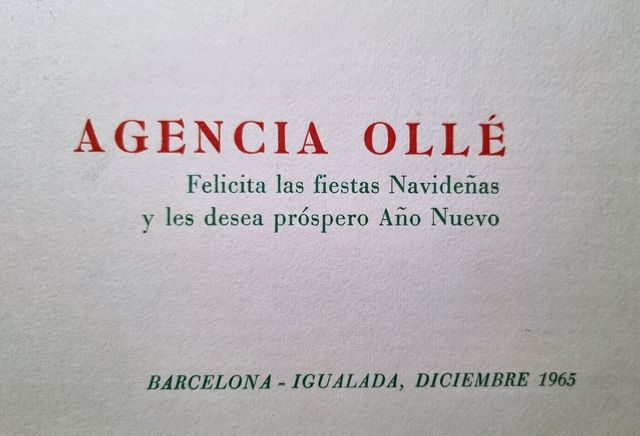 AGENCIA OLLÉ
Felicita las fiestas Navideñas
y les desea próspero Año Nuevo
BARCELONA - IGUALADA, DICIEMBRE 1965